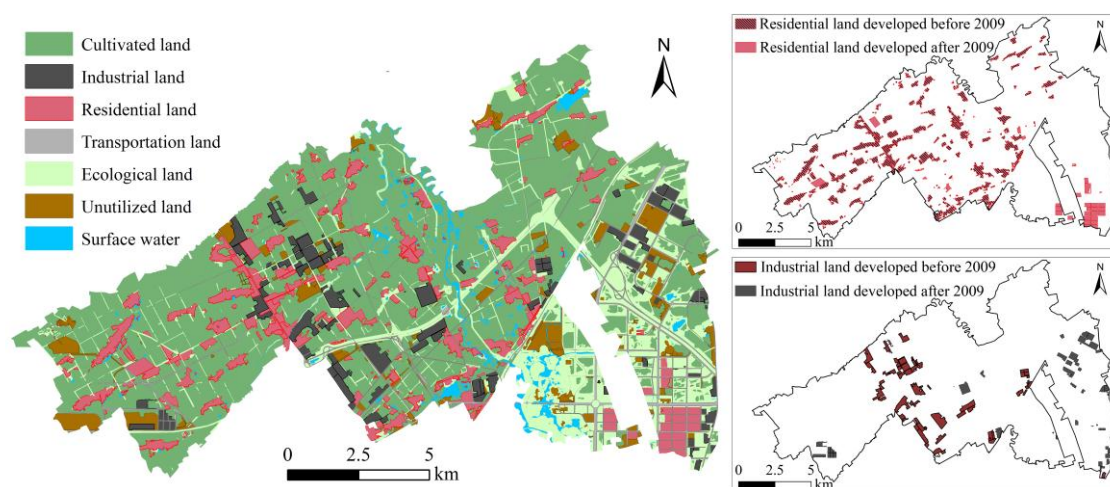 Cultivated land
Industrial land
Residential land
Transportation land
Ecological land
Unutilized land
Surface water
N
0 2.5 5
km
Residential land developed before 2009
Residential land developed after 2009
N
0 2.5 5
km
Industrial land developed before 2009
Industrial land developed after 2009
N
0 2.5 5
km